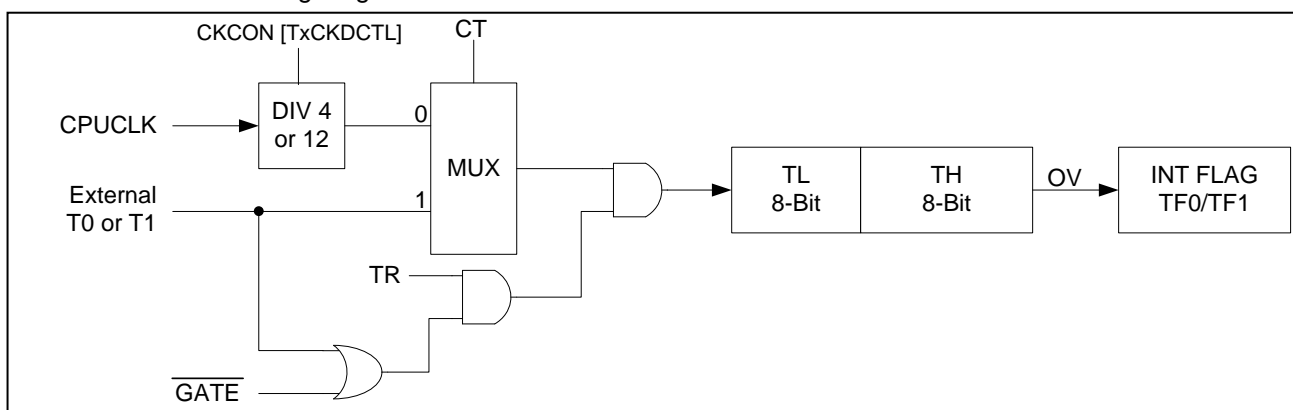 CKCON [TxCKDCTL]
CT
DIV 4
or 12
0
CPUCLK
MUX
External
T0 or T1
1
TL
8-Bit
TH
8-Bit
OV
INT FLAG
TF0/TF1
TR
GATE